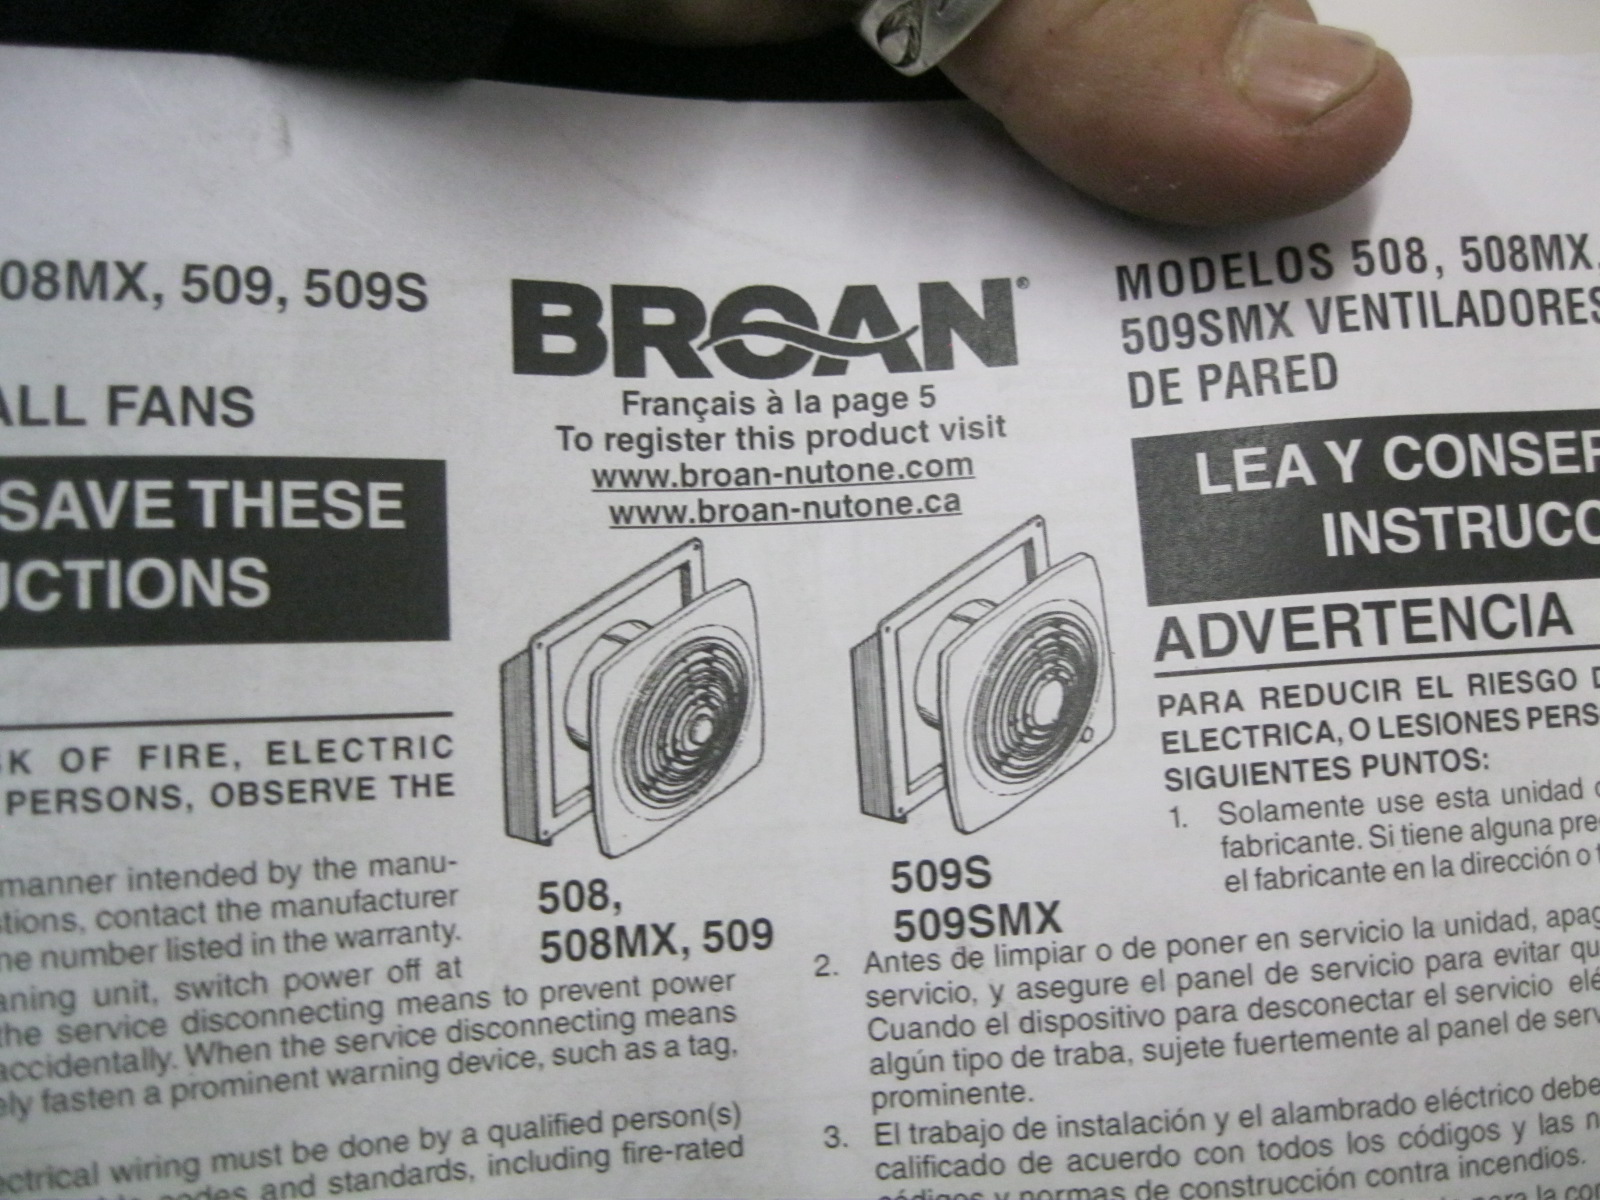 08MX, 509, 509S
ALL FANS
SAVE THESE
UCTIONS
K OF FIRE, ELECTRIC
PERSONS, OBSERVE THE
manner intended by the manu-
tions, contact the manufacturer
ne number listed in the warranty.
aning unit, switch power off at
the service disconnecting means to prevent power
accidentally. When the service disconnecting means
ely fasten a prominent warning device, such as a tag,
ectrical wiring must be done by a qualified person(s)
codes and standards, including fire-rated
BROAN®
Français à la page 5
To register this product visit
www.broan-nutone.com
www.broan-nutone.ca
508,
508MX, 509
509S
509SMX
MODELOS 508, 508MX,
509SMX VENTILADORES
DE PARED
LEA Y CONSER
INSTRUCC
ADVERTENCIA
PARA REDUCIR EL RIESGO D
ELECTRICA, O LESIONES PERS
SIGUIENTES PUNTOS:
1. Solamente use esta unidad d
fabricante. Si tiene alguna pre
el fabricante en la dirección o t
2. Antes de limpiar o de poner en servicio la unidad, apag
servicio, y asegure el panel de servicio para evitar qu
Cuando el dispositivo para desconectar el servicio elé
algún tipo de traba, sujete fuertemente al panel de serv
prominente.
3. El trabajo de instalación y el alambrado eléctrico debe
calificado de acuerdo con todos los códigos y las n
códigos y normas de construcción contra incendios.